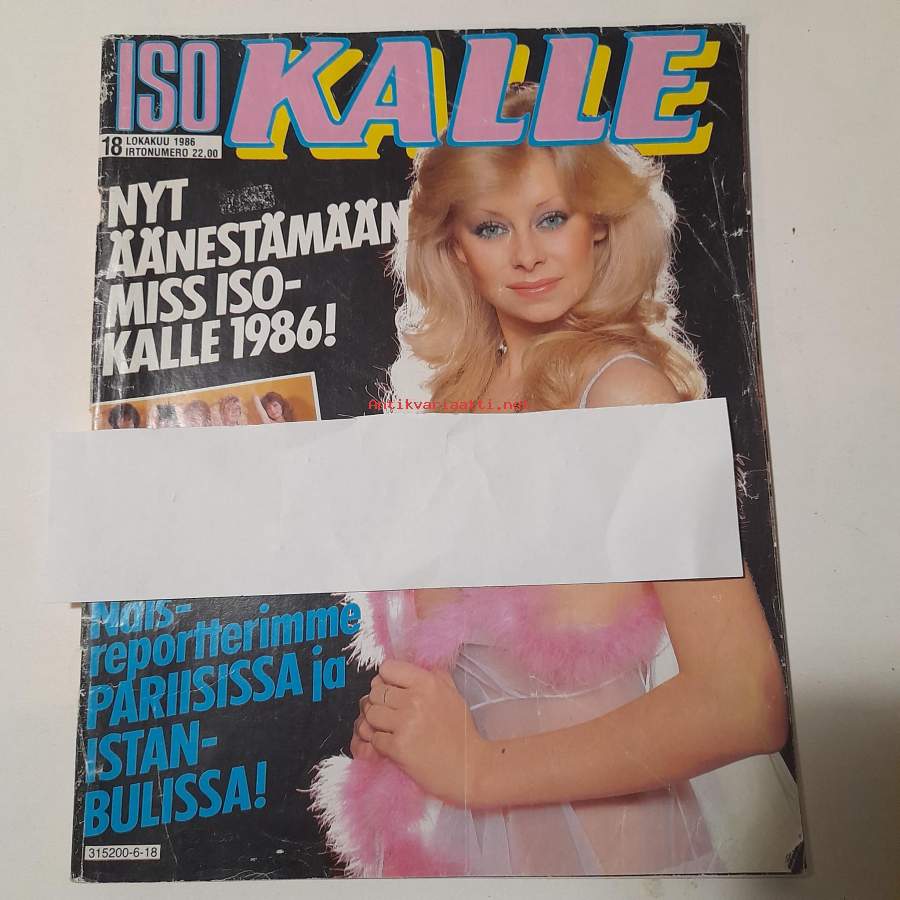 ISO KALLE
18 LOKAKUU 1986
IRTONUMERO 22,00
NYT
ÄÄNESTÄMÄÄN
MISS ISO-
KALLE 1986!
Antikvariaatti.net
Nais-
reportterimme
PARIISISSA ja
ISTAN-
BULISSA!
315200-6-18